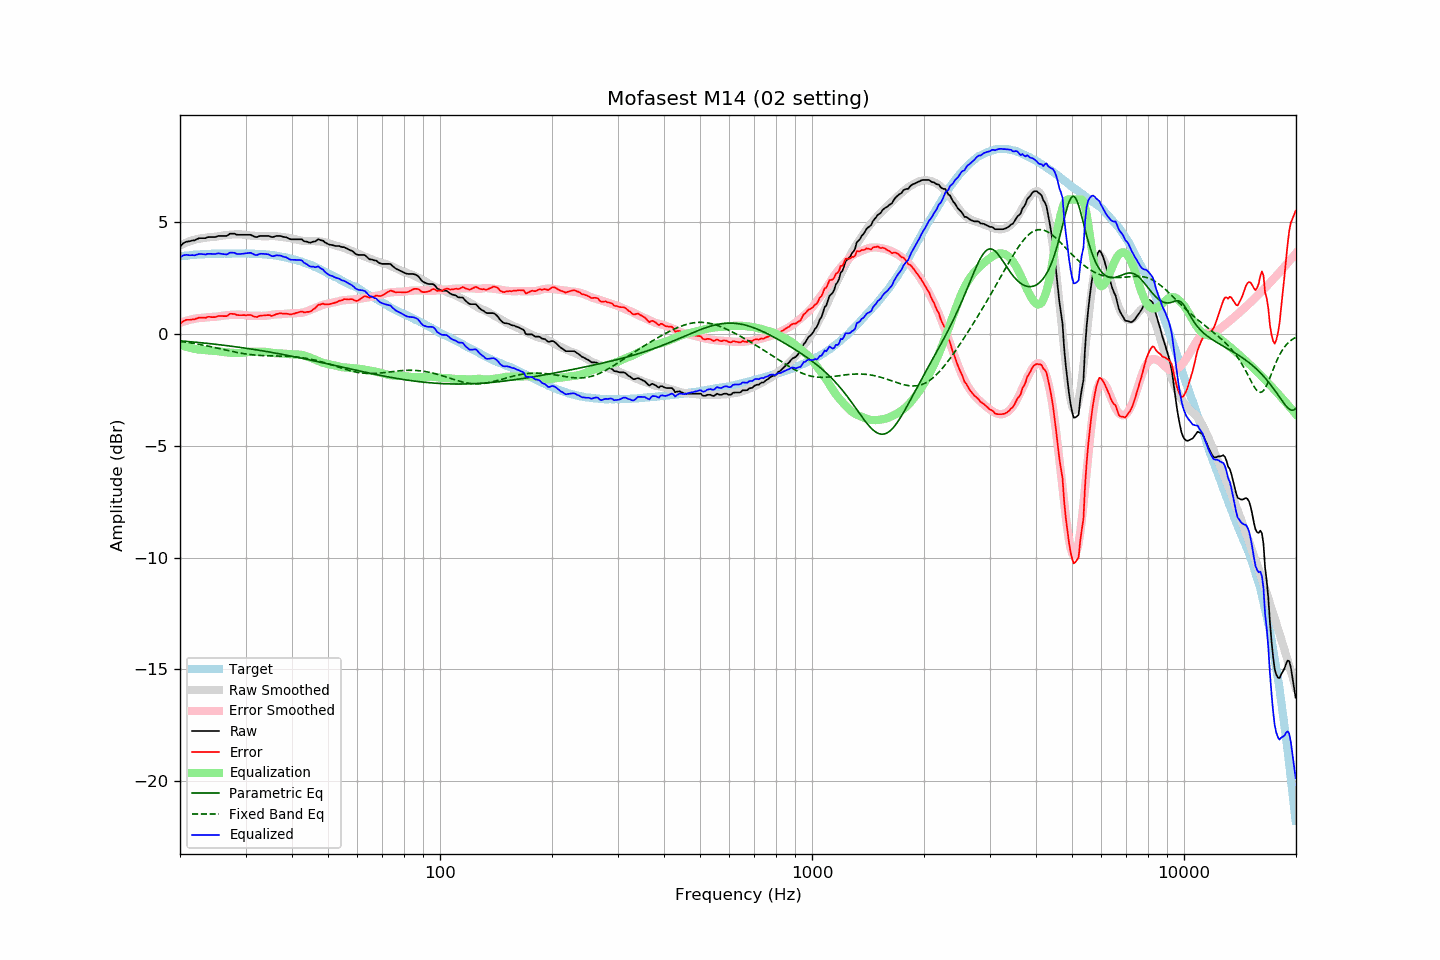 Mofasest M14 (02 setting)
Amplitude (dBr)
5
0
−5
−10
−15
−20
Target
Raw Smoothed
Error Smoothed
Raw
Error
Equalization
Parametric Eq
Fixed Band Eq
Equalized
100
1000
10000
Frequency (Hz)